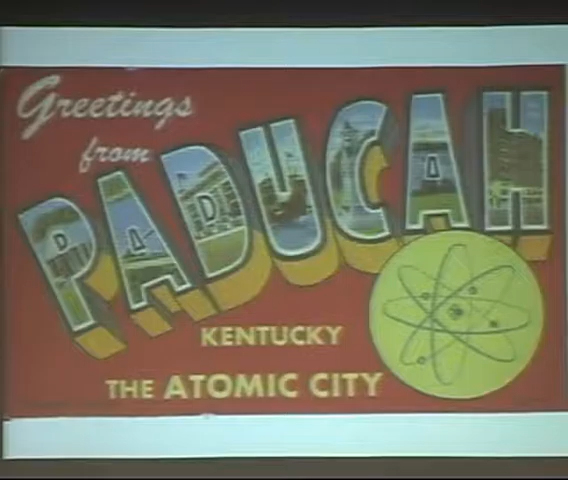 Greetings
from
PADUCAH
KENTUCKY
THE ATOMIC CITY